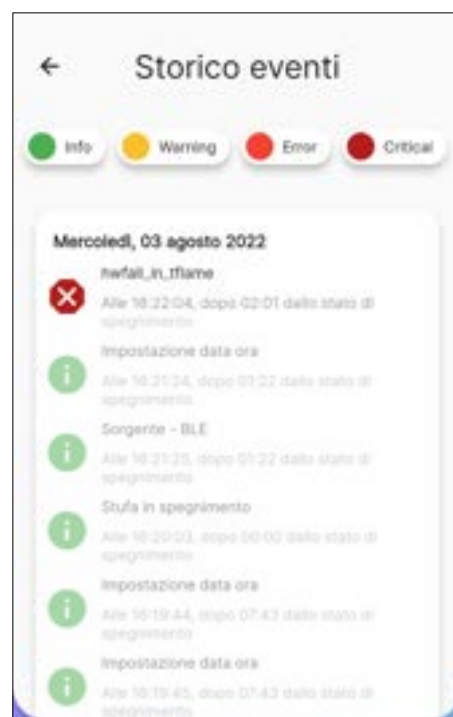 Storico eventi
Info
Warning
Error
Critical
Mercoledì, 03 agosto 2022
hwfail_in_tflame
Alle 16:22:04, dopo 02:01 dallo stato di
spegnimento
Impostazione data ora
Alle 16:21:24, dopo 01:22 dallo stato di
spegnimento
Sorgente - BLE
Alle 16:21:25, dopo 01:22 dallo stato di
spegnimento
Stufa in spegnimento
Alle 16:20:03, dopo 00:00 dallo stato di
spegnimento
Impostazione data ora
Alle 16:19:44, dopo 07:43 dallo stato di
spegnimento
Impostazione data ora
Alle 16:19:45, dopo 07:43 dallo stato di
spegnimento